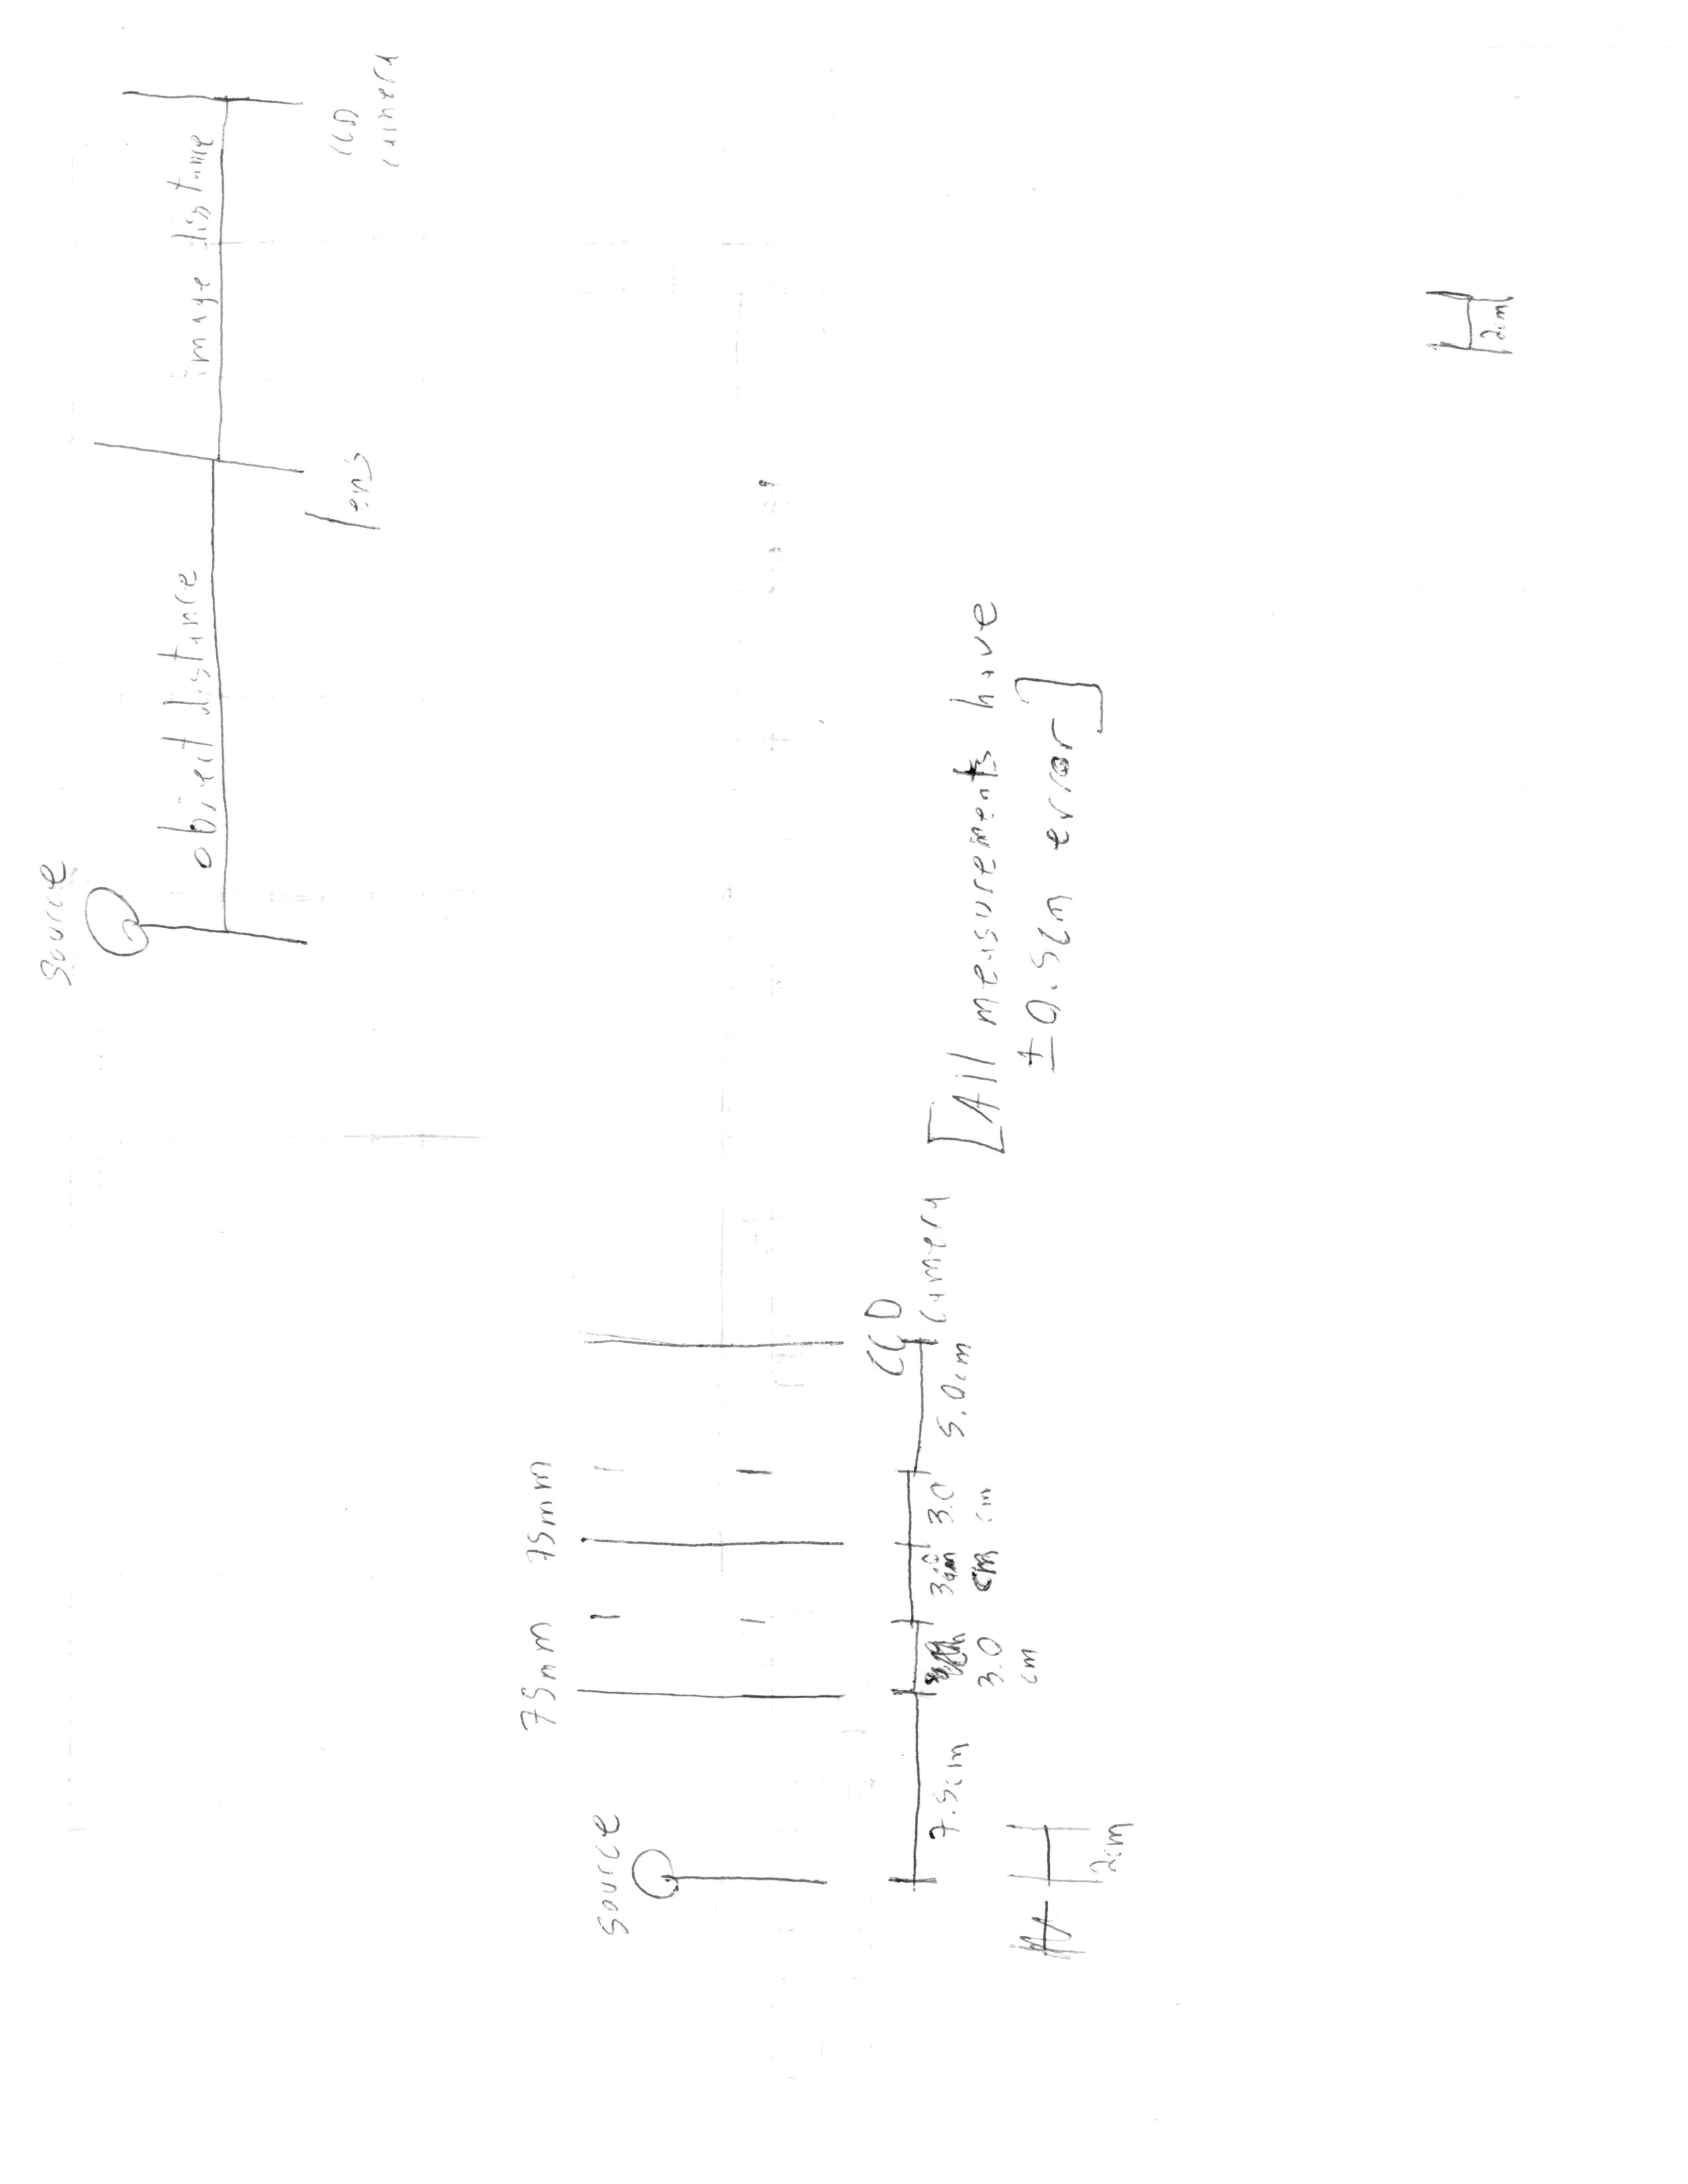 Source
object distance
image distance
lens
CCD
camera
75mm
75mm
Source
CCD
camera
7.5cm
3.0
cm
3.0
cm
3.0
cm
5.0cm
2cm
[All measurements have
± 0.5cm error]
2cm